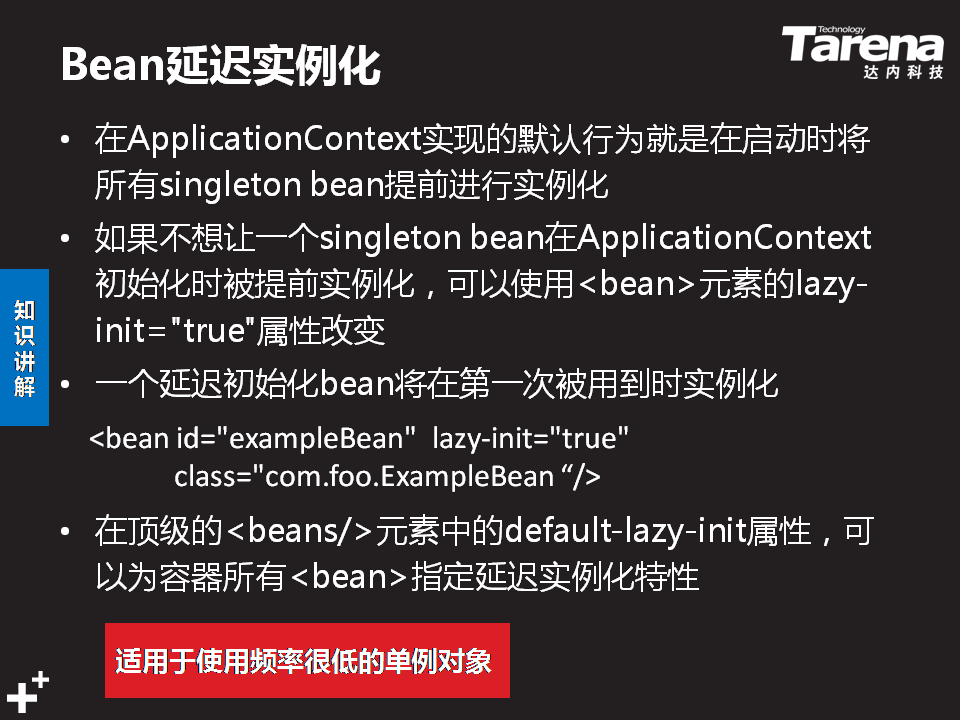 Bean延迟实例化
Technology
Tarena
达内科技
• 在ApplicationContext实现的默认行为就是在启动时将
所有singleton bean提前进行实例化
• 如果不想让一个singleton bean在ApplicationContext
初始化时被提前实例化，可以使用<bean>元素的lazy-
init="true"属性改变
• 一个延迟初始化bean将在第一次被用到时实例化
知识讲解
<bean id="exampleBean"  lazy-init="true"
class="com.foo.ExampleBean “/>
• 在顶级的<beans/>元素中的default-lazy-init属性，可
以为容器所有<bean>指定延迟实例化特性
适用于使用频率很低的单例对象